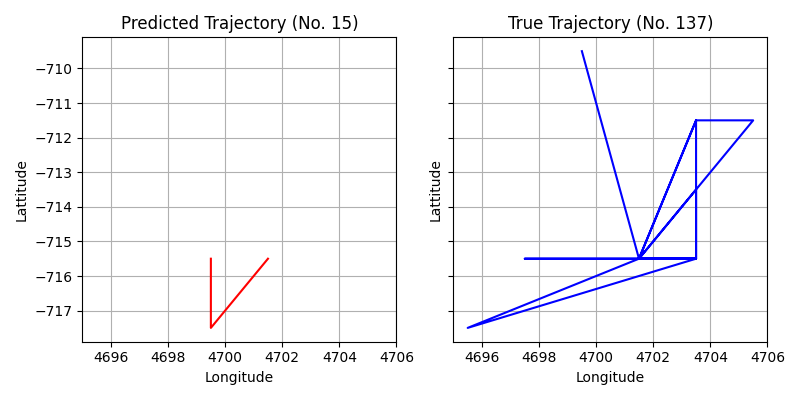 Predicted Trajectory (No. 15)
True Trajectory (No. 137)
Lattitude
−710
−711
−712
−713
−714
−715
−716
−717
4696 4698 4700 4702 4704 4706
Longitude
Lattitude
4696 4698 4700 4702 4704 4706
Longitude